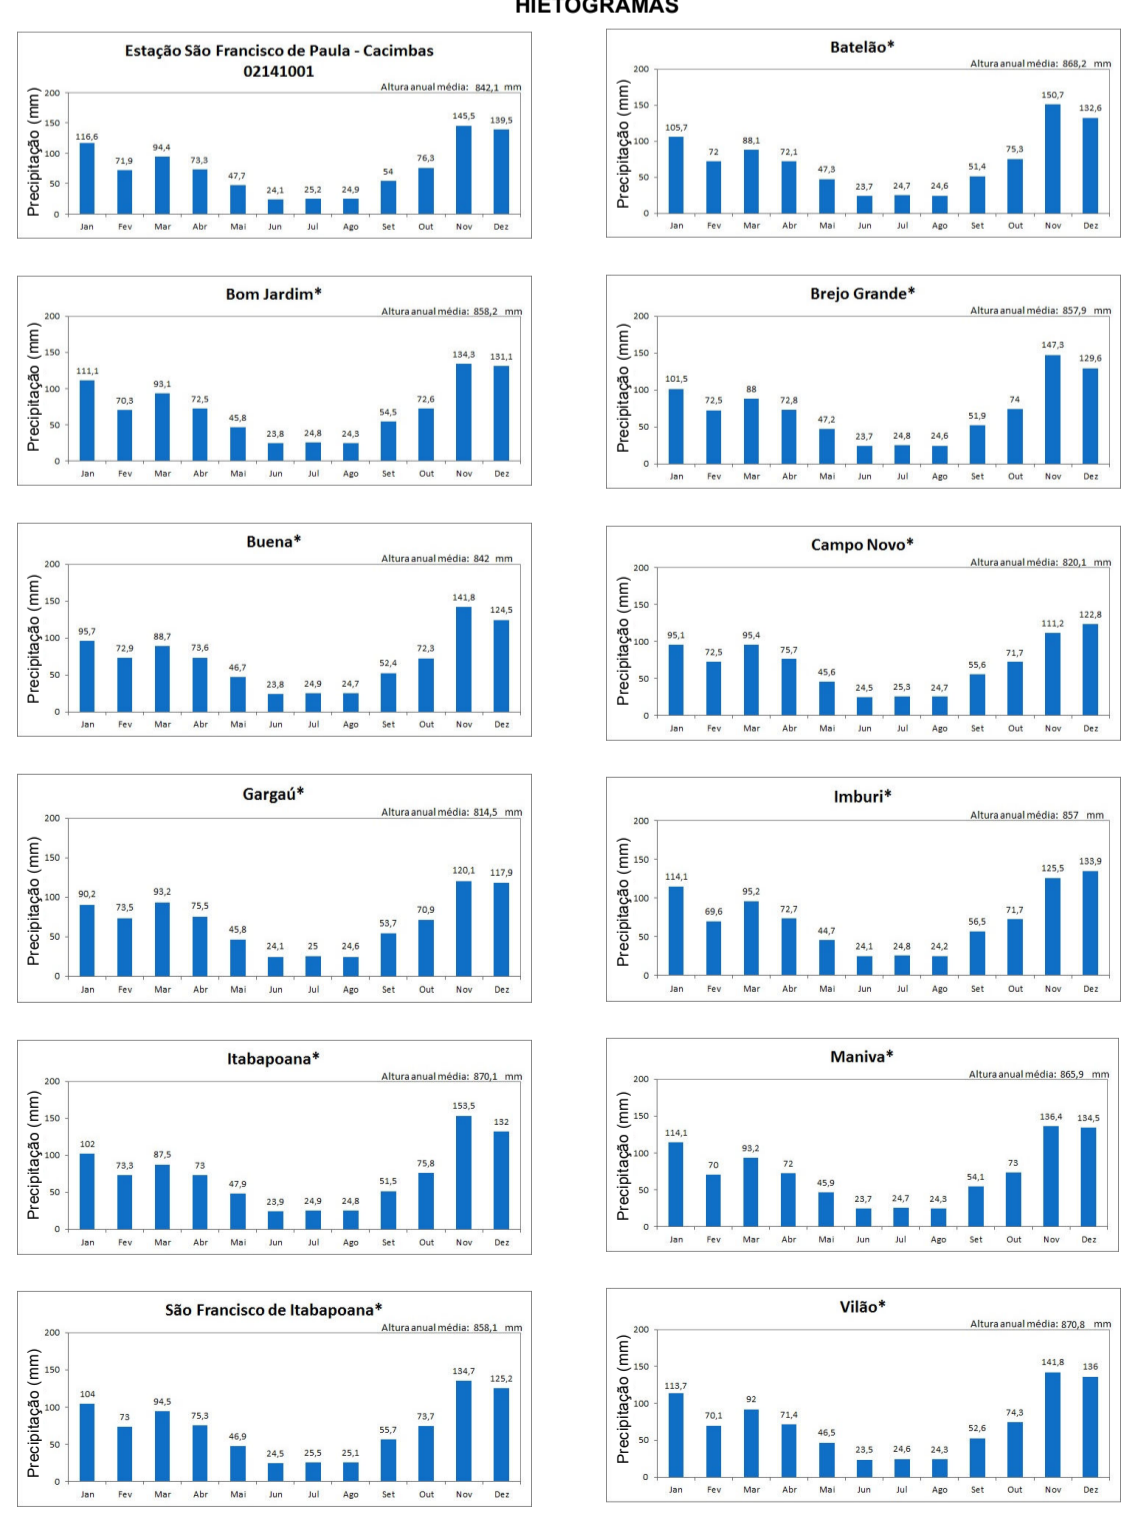 HIETOGRAMAS
Estação São Francisco de Paula - Cacimbas
02141001
Altura anual média: 842,1 mm
Precipitação (mm)
200
150
100
50
0
116,6 71,9 94,4 73,3 47,7 24,1 25,2 24,9 54 76,3 145,5 139,5
Jan Fev Mar Abr Mai Jun Jul Ago Set Out Nov Dez
Batelão*
Altura anual média: 868,2 mm
Precipitação (mm)
200
150
100
50
0
105,7 72 88,1 72,1 47,3 23,7 24,7 24,6 51,4 75,3 150,7 132,6
Jan Fev Mar Abr Mai Jun Jul Ago Set Out Nov Dez
Bom Jardim*
Altura anual média: 858,2 mm
Precipitação (mm)
200
150
100
50
0
111,1 70,3 93,1 72,5 45,8 23,8 24,8 24,3 54,5 72,6 134,3 131,1
Jan Fev Mar Abr Mai Jun Jul Ago Set Out Nov Dez
Brejo Grande*
Altura anual média: 857,9 mm
Precipitação (mm)
200
150
100
50
0
101,5 72,5 88 72,8 47,2 23,7 24,8 24,6 51,9 74 147,3 129,6
Jan Fev Mar Abr Mai Jun Jul Ago Set Out Nov Dez
Buena*
Altura anual média: 842 mm
Precipitação (mm)
200
150
100
50
0
95,7 72,9 88,7 73,6 46,7 23,8 24,9 24,7 52,4 72,3 141,8 124,5
Jan Fev Mar Abr Mai Jun Jul Ago Set Out Nov Dez
Campo Novo*
Altura anual média: 820,1 mm
Precipitação (mm)
200
150
100
50
0
95,1 72,5 95,4 75,7 45,6 24,5 25,3 24,7 55,6 71,7 111,2 122,8
Jan Fev Mar Abr Mai Jun Jul Ago Set Out Nov Dez
Gargaú*
Altura anual média: 814,5 mm
Precipitação (mm)
200
150
100
50
0
90,2 73,5 93,2 75,5 45,8 24,1 25 24,6 53,7 70,9 120,1 117,9
Jan Fev Mar Abr Mai Jun Jul Ago Set Out Nov Dez
Imburi*
Altura anual média: 857 mm
Precipitação (mm)
200
150
100
50
0
114,1 69,6 95,2 72,7 44,7 24,1 24,8 24,2 56,5 71,7 125,5 133,9
Jan Fev Mar Abr Mai Jun Jul Ago Set Out Nov Dez
Itabapoana*
Altura anual média: 870,1 mm
Precipitação (mm)
200
150
100
50
0
102 73,3 87,5 73 47,9 23,9 24,9 24,8 51,5 75,8 153,5 132
Jan Fev Mar Abr Mai Jun Jul Ago Set Out Nov Dez
Maniva*
Altura anual média: 865,9 mm
Precipitação (mm)
200
150
100
50
0
114,1 70 93,2 72 45,9 23,7 24,7 24,3 54,1 73 136,4 134,5
Jan Fev Mar Abr Mai Jun Jul Ago Set Out Nov Dez
São Francisco de Itabapoana*
Altura anual média: 858,1 mm
Precipitação (mm)
200
150
100
50
0
104 73 94,5 75,3 46,9 24,5 25,5 25,1 55,7 73,7 134,7 125,2
Jan Fev Mar Abr Mai Jun Jul Ago Set Out Nov Dez
Vilão*
Altura anual média: 870,8 mm
Precipitação (mm)
200
150
100
50
0
113,7 70,1 92 71,4 46,5 23,5 24,6 24,3 52,6 74,3 141,8 136
Jan Fev Mar Abr Mai Jun Jul Ago Set Out Nov Dez